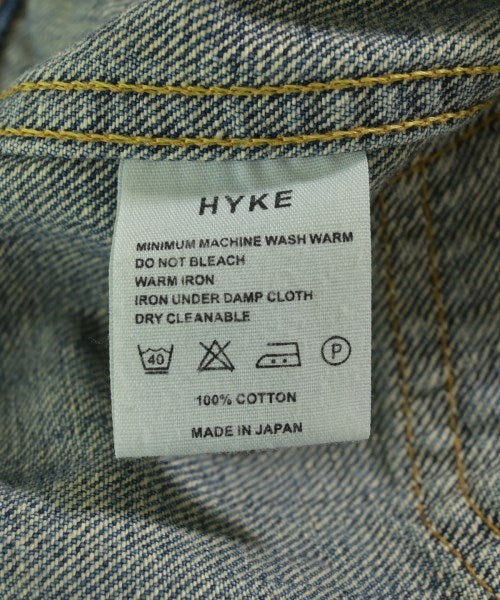 HYKE
MINIMUM MACHINE WASH WARM
DO NOT BLEACH
WARM IRON
IRON UNDER DAMP CLOTH
DRY CLEANABLE
40 P
100% COTTON
MADE IN JAPAN